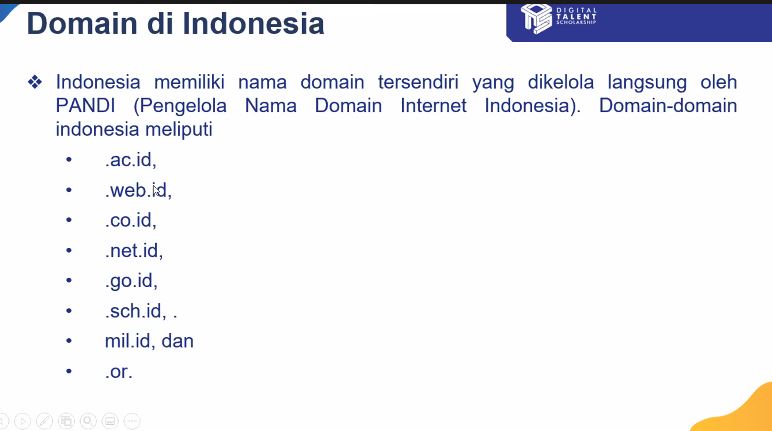 Domain di Indonesia
DIGITAL
TALENT
SCHOLARSHIP
❖ Indonesia memiliki nama domain tersendiri yang dikelola langsung oleh
PANDI (Pengelola Nama Domain Internet Indonesia). Domain-domain
indonesia meliputi
• .ac.id,
• .web.id,
• .co.id,
• .net.id,
• .go.id,
• .sch.id, .
• mil.id, dan
• .or.